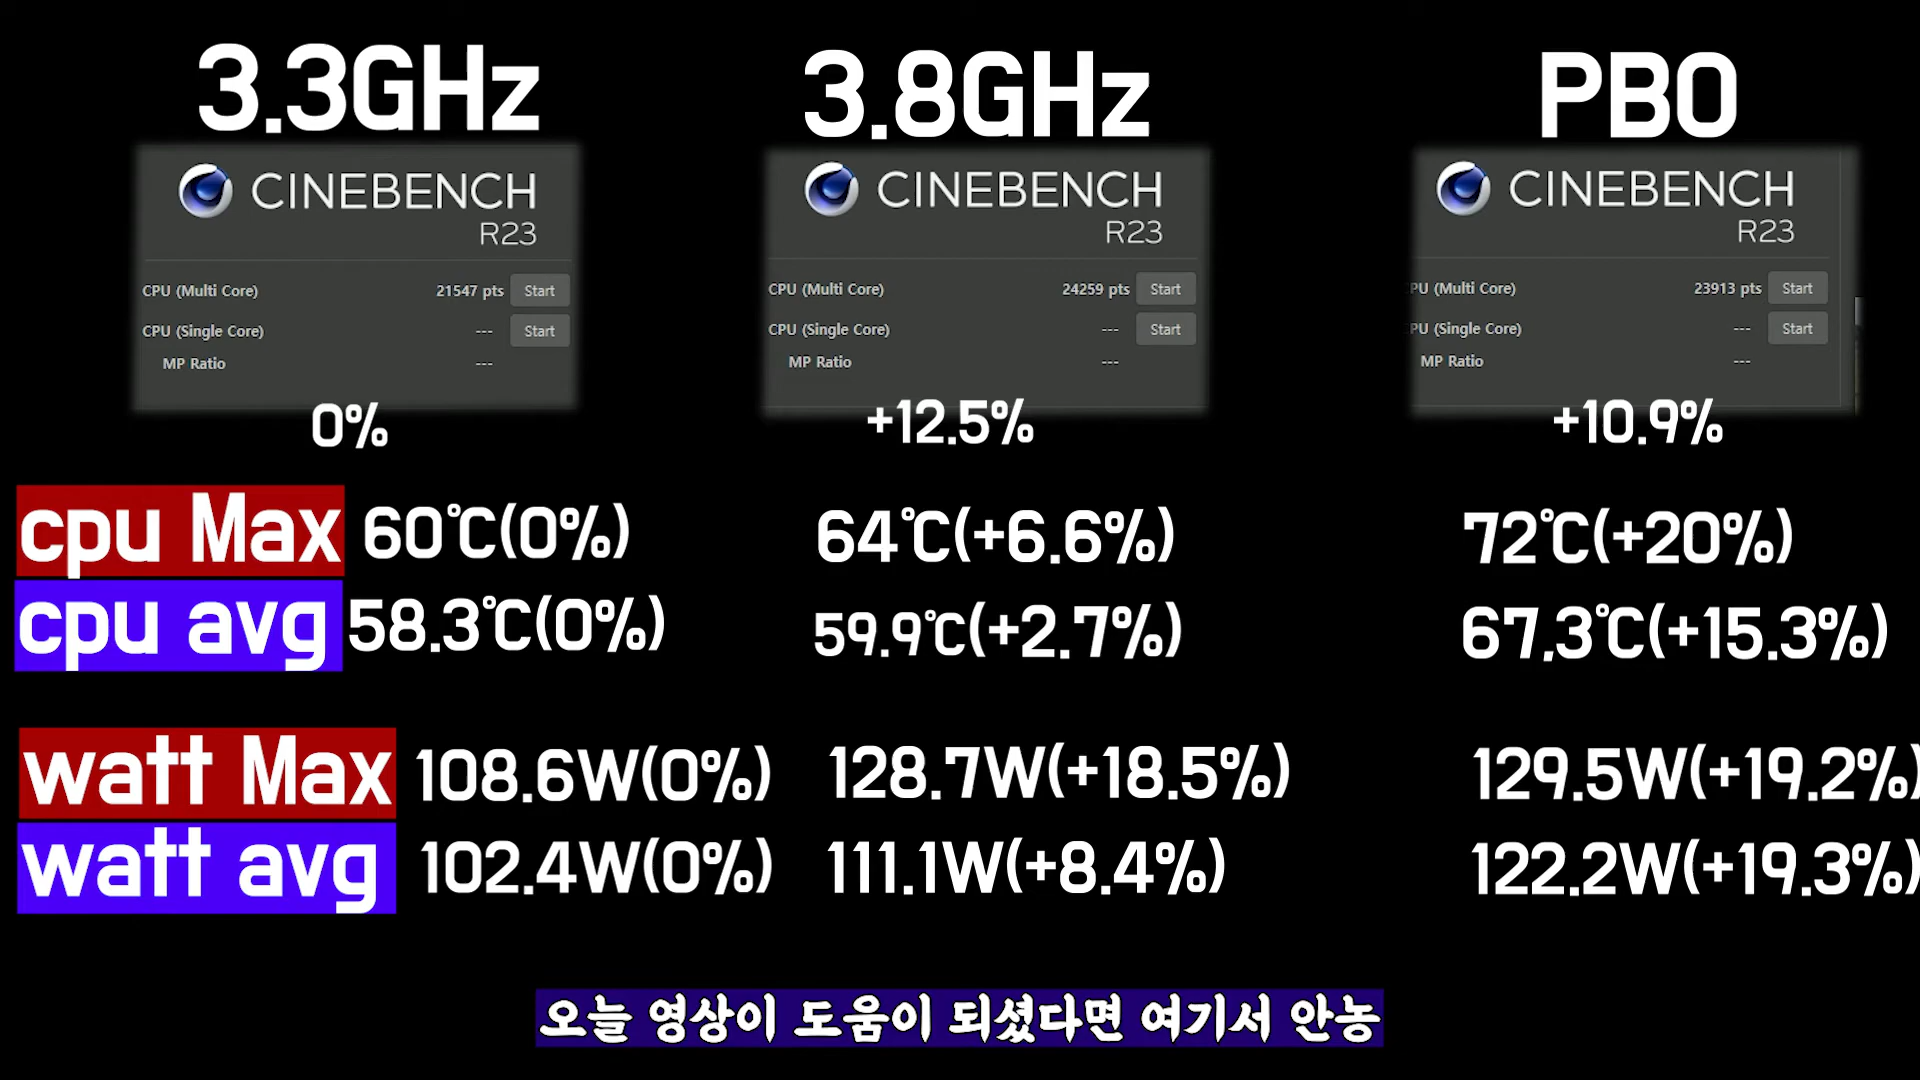 3.3GHz 3.8GHz PBO
CINEBENCH CINEBENCH CINEBENCH
R23 R23 R23
CPU (Multi Core) 21547 pts Start CPU (Multi Core) 24259 pts Start PU (Multi Core) 23913 pts Start
CPU (Single Core) --- Start CPU (Single Core) --- Start PU (Single Core) --- Start
MP Ratio --- MP Ratio --- MP Ratio ---
0% +12.5% +10.9%
cpu Max 60℃(0%) 64℃(+6.6%) 72℃(+20%)
cpu avg 58.3℃(0%) 59.9℃(+2.7%) 67.3℃(+15.3%)
watt Max 108.6W(0%) 128.7W(+18.5%) 129.5W(+19.2%)
watt avg 102.4W(0%) 111.1W(+8.4%) 122.2W(+19.3%)
오늘 영상이 도움이 되셨다면 여기서 안농